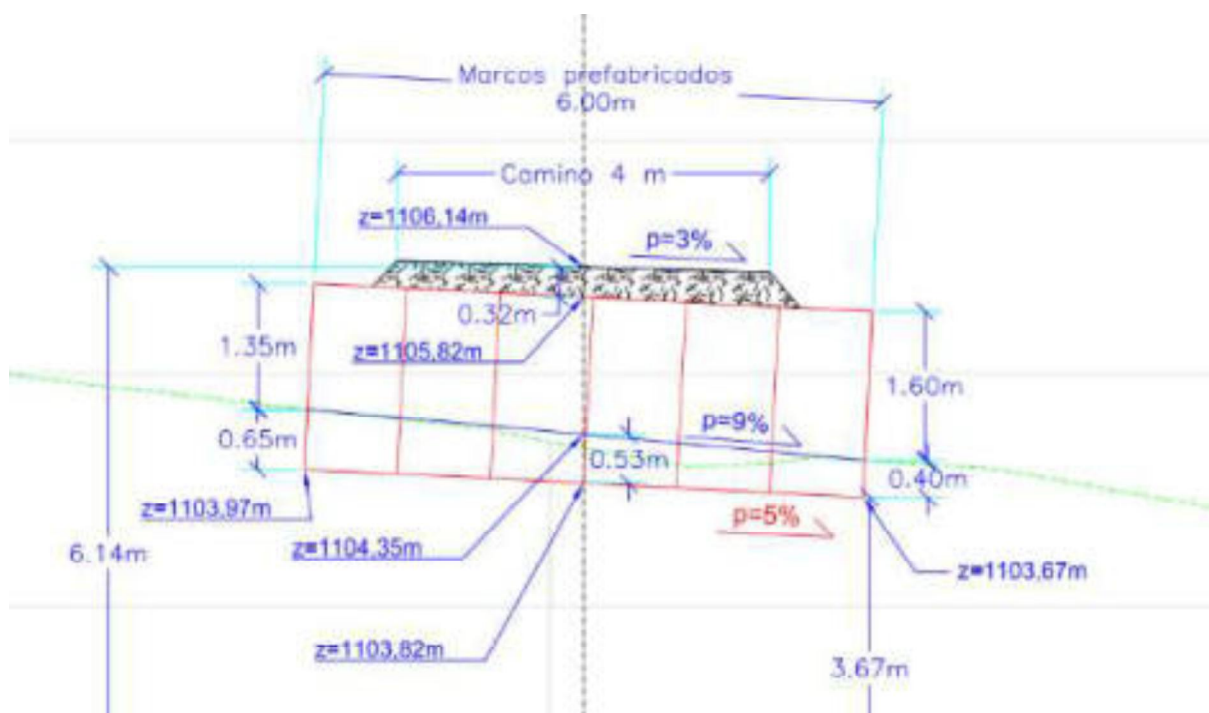 Marcos prefabricados
6.00m
Camino 4 m
z=1106,14m
p=3%
0.32m
1.35m
z=1105,82m
1.60m
p=9%
0.65m
0.53m
0.40m
z=1103,97m
p=5%
z=1104,35m
6.14m
z=1103,67m
z=1103,82m
3.67m